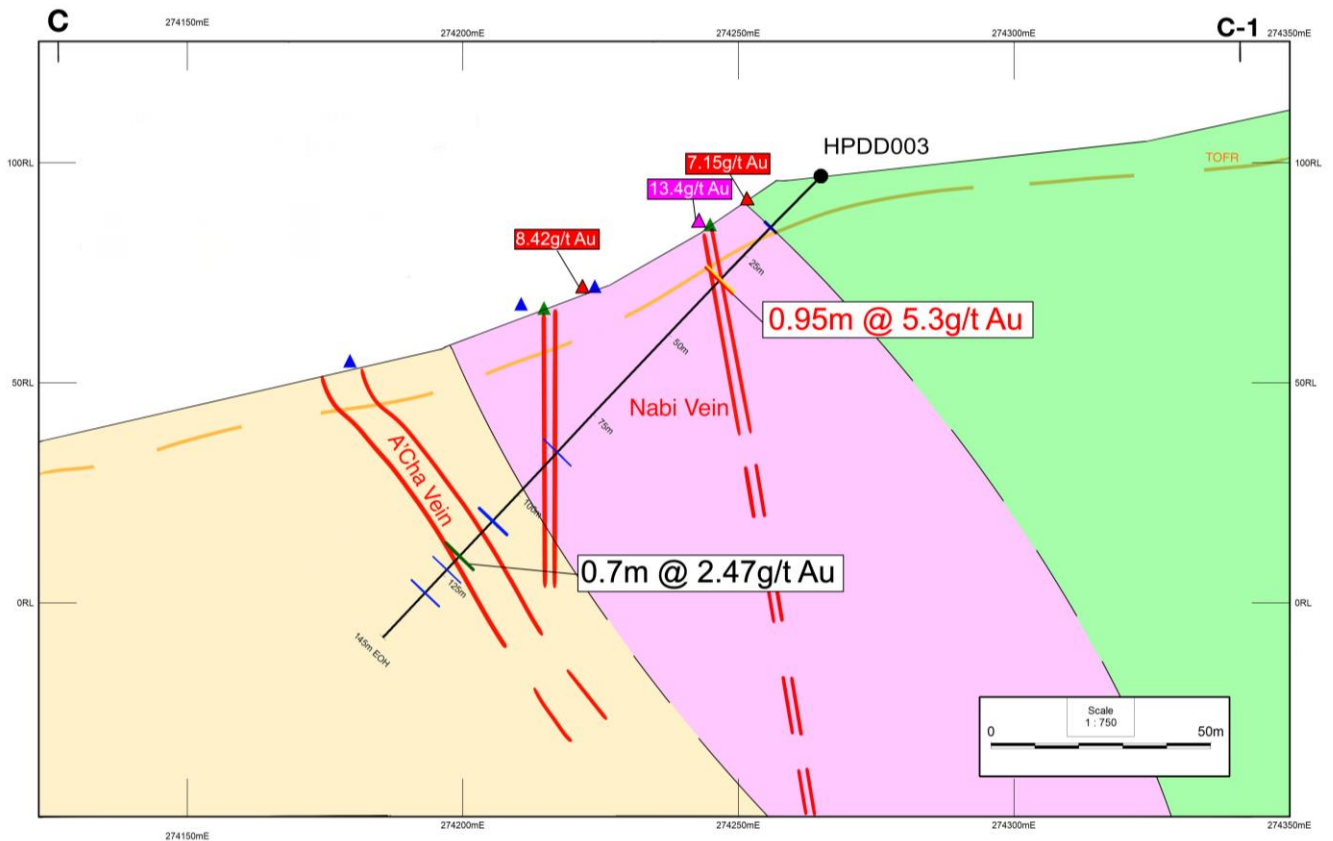 C
C-1
274150mE
274200mE
274250mE
274300mE
274350mE
HPDD003
100RL
100RL
7.15g/t Au
TOFR
13.4g/t Au
8.42g/t Au
25m
0.95m @ 5.3g/t Au
50m
50RL
50RL
Nabi Vein
75m
A'Cha Vein
100m
0.7m @ 2.47g/t Au
125m
0RL
0RL
145m EOH
Scale
1 : 750
0
50m
274150mE
274200mE
274250mE
274300mE
274350mE